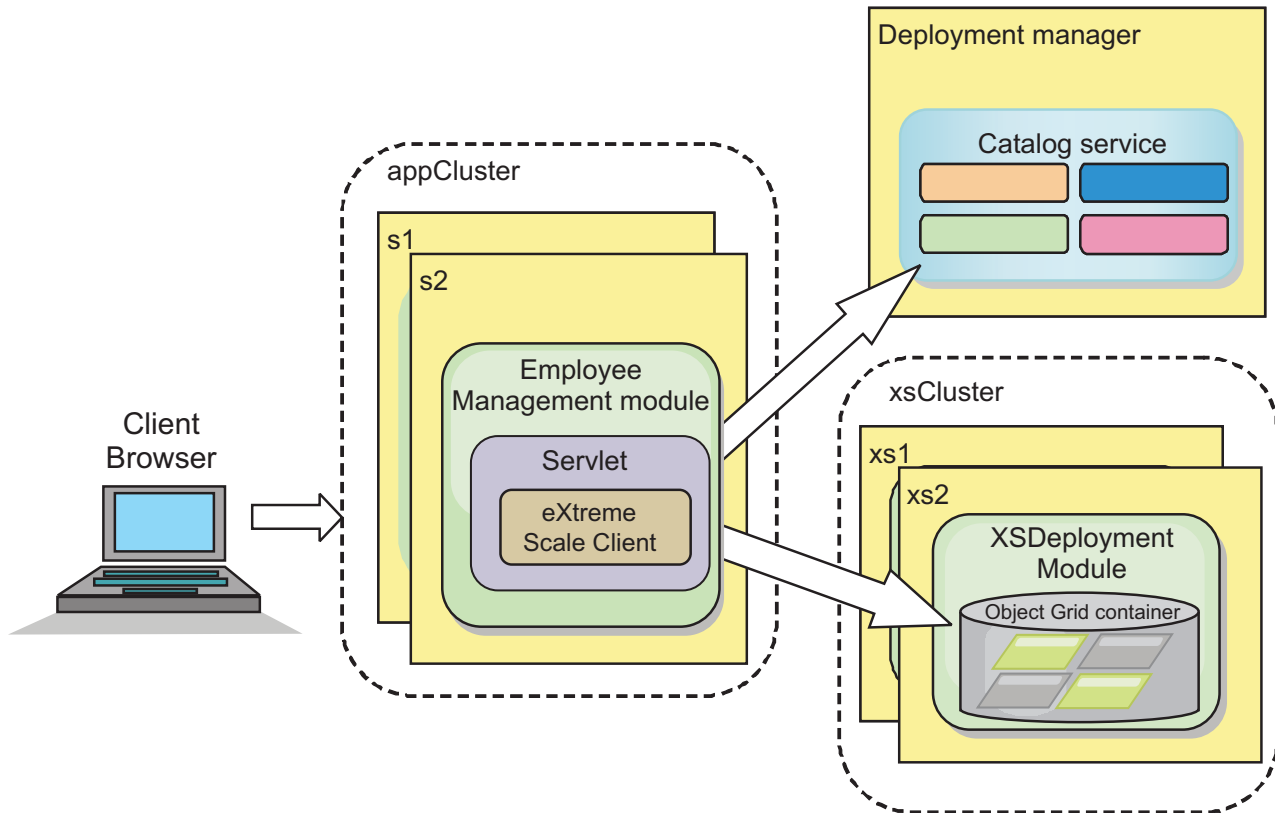 Deployment manager
Catalog service
appCluster
s1
s2
Employee
Management module
Servlet
eXtreme
Scale Client
Client
Browser
xsCluster
xs1
xs2
XSDeployment
Module
Object Grid container